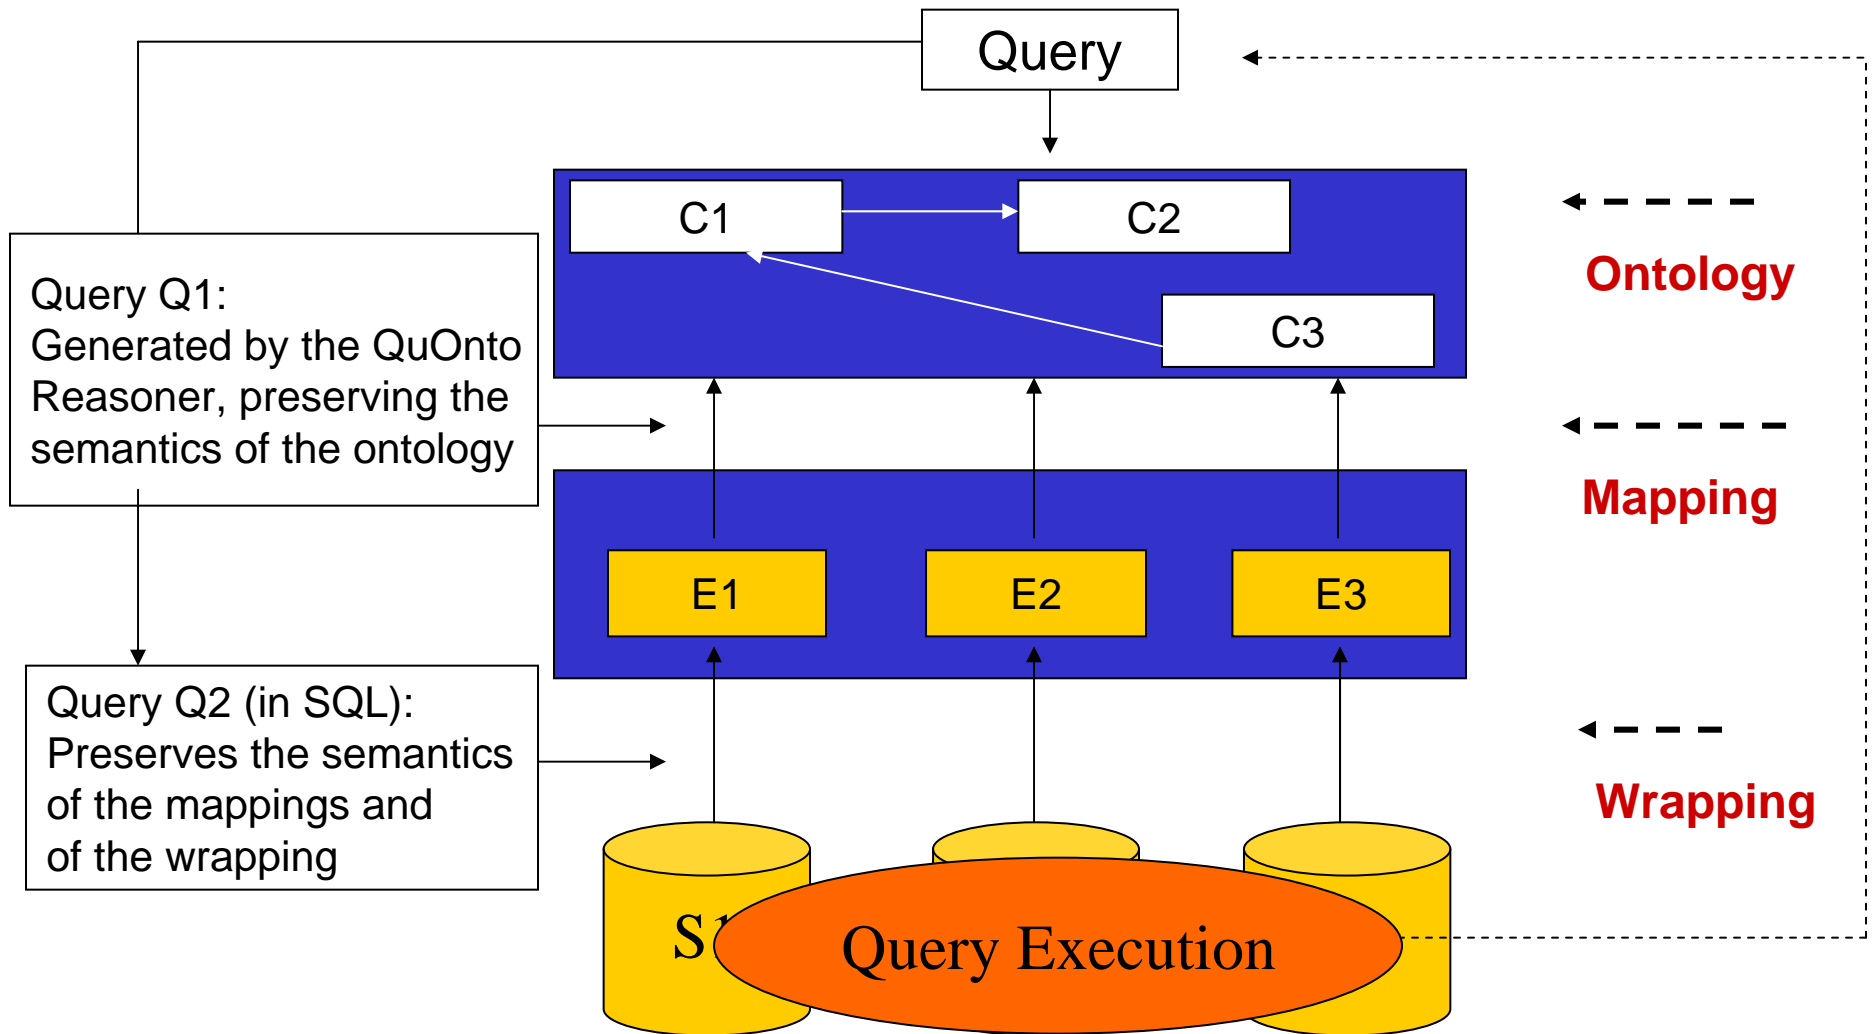 Query
C1
C2
Ontology
Query Q1:
Generated by the QuOnto
Reasoner, preserving the
semantics of the ontology
C3
Mapping
E1
E2
E3
Query Q2 (in SQL):
Preserves the semantics
of the mappings and
of the wrapping
Wrapping
Query Execution